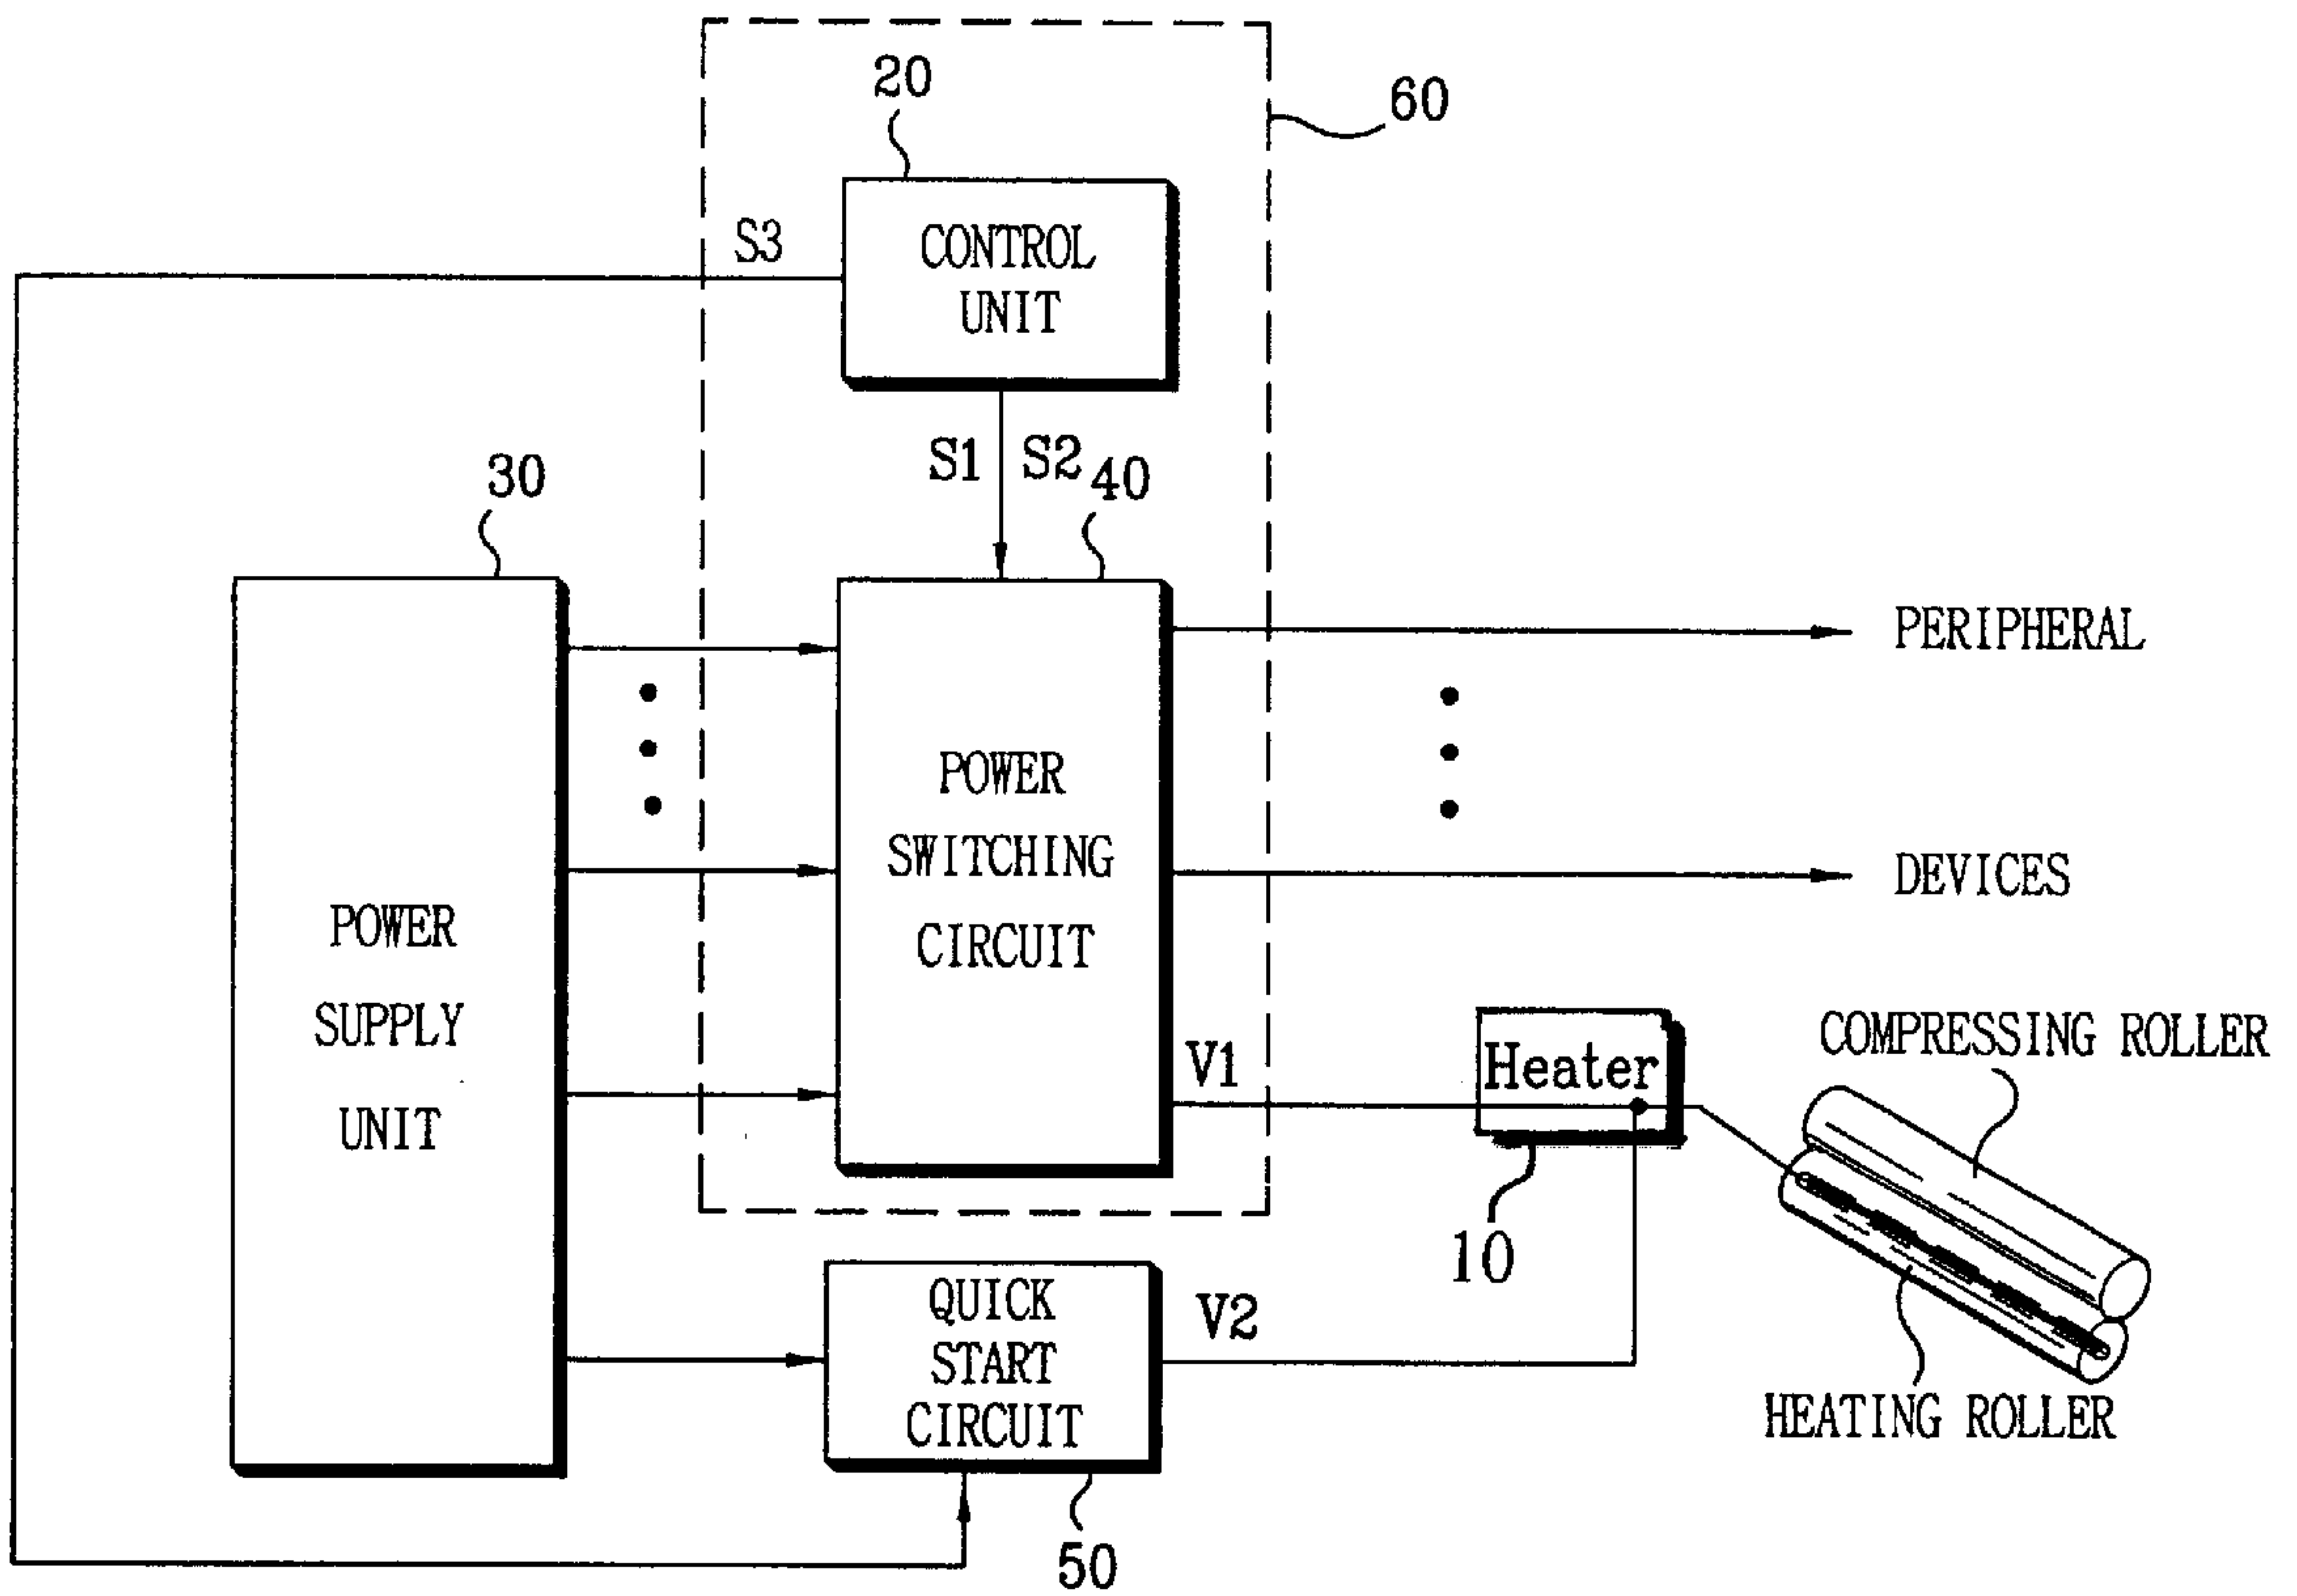 20
60
S3
CONTROL
UNIT
S1 S2
40
30
PERIPHERAL
POWER
SWITCHING
CIRCUIT
DEVICES
POWER
SUPPLY
UNIT
V1
Heater
COMPRESSING ROLLER
10
QUICK
START
CIRCUIT
V2
HEATING ROLLER
50